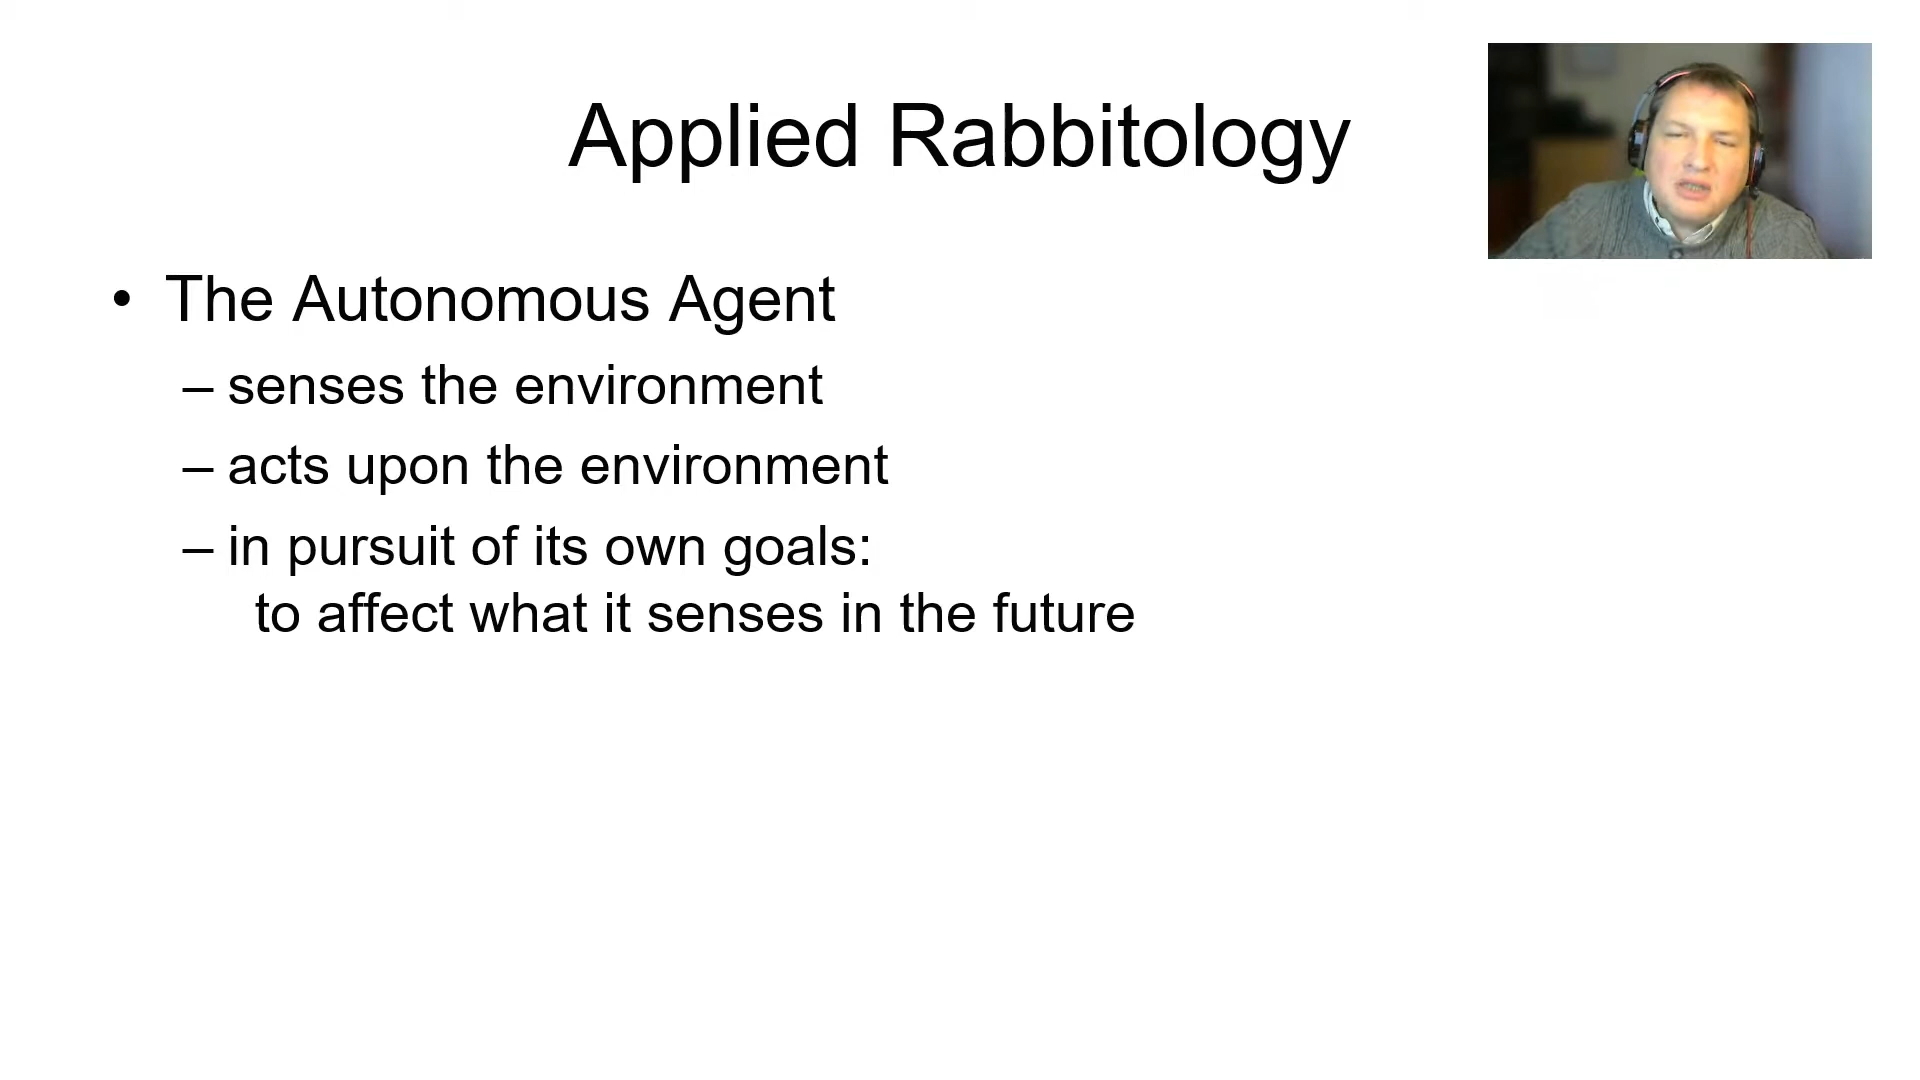 Applied Rabbitology
• The Autonomous Agent
– senses the environment
– acts upon the environment
– in pursuit of its own goals:
to affect what it senses in the future